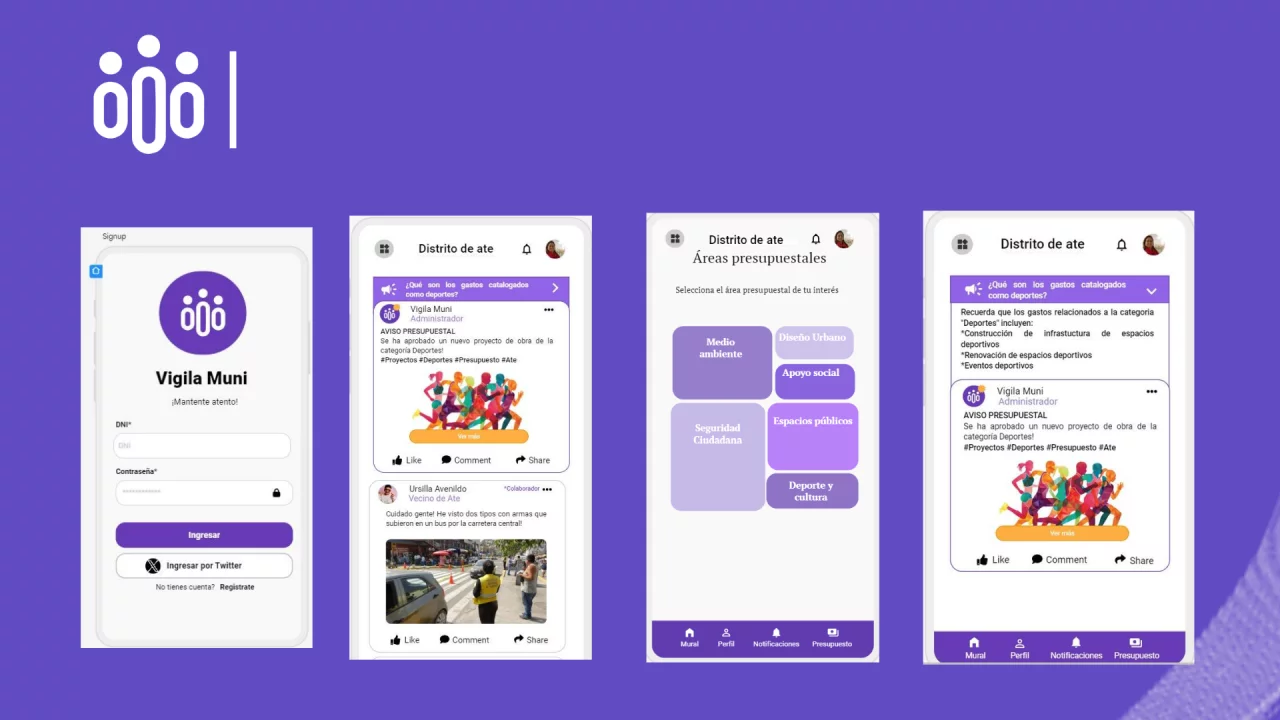 Signup
Vigila Muni
¡Mantente atento!
DNI*
DNI
Contraseña*
************
Ingresar
Ingresar por Twitter
No tienes cuenta? Regístrate
Distrito de ate
¿Qué son los gastos catalogados
como deportes?
Vigila Muni
Administrador
AVISO PRESUPUESTAL
Se ha aprobado un nuevo proyecto de obra de la
categoría Deportes!
#Proyectos #Deportes #Presupuesto #Ate
Ver más
Like
Comment
Share
Ursilla Avenildo
*Colaborador
Vecino de Ate
Cuidado gente! He visto dos tipos con armas que
subieron en un bus por la carretera central!
Like
Comment
Share
Distrito de ate
Áreas presupuestales
Selecciona el área presupuestal de tu interés
Medio
ambiente
Diseño Urbano
Apoyo social
Seguridad
Ciudadana
Espacios públicos
Deporte y
cultura
Mural
Perfil
Notificaciones
Presupuesto
Distrito de ate
¿Qué son los gastos catalogados
como deportes?
Recuerda que los gastos relacionados a la categoria
"Deportes" incluyen:
*Construcción de infrastuctura de espacios
deportivos
*Renovación de espacios deportivos
*Eventos deportivos
Vigila Muni
Administrador
AVISO PRESUPUESTAL
Se ha aprobado un nuevo proyecto de obra de la
categoría Deportes!
#Proyectos #Deportes #Presupuesto #Ate
Ver más
Like
Comment
Share
Mural
Perfil
Notificaciones
Presupuesto